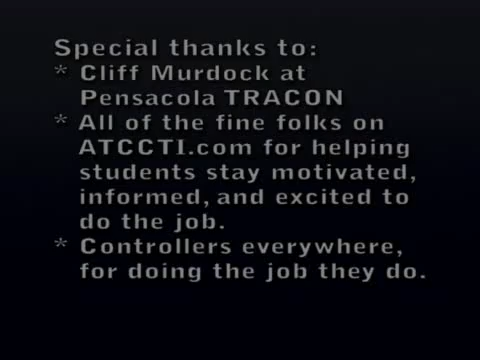 Special thanks to:
* Cliff Murdock at
Pensacola TRACON
* All of the fine folks on
ATCCTI.com for helping
students stay motivated,
informed, and excited to
do the job.
* Controllers everywhere,
for doing the job they do.